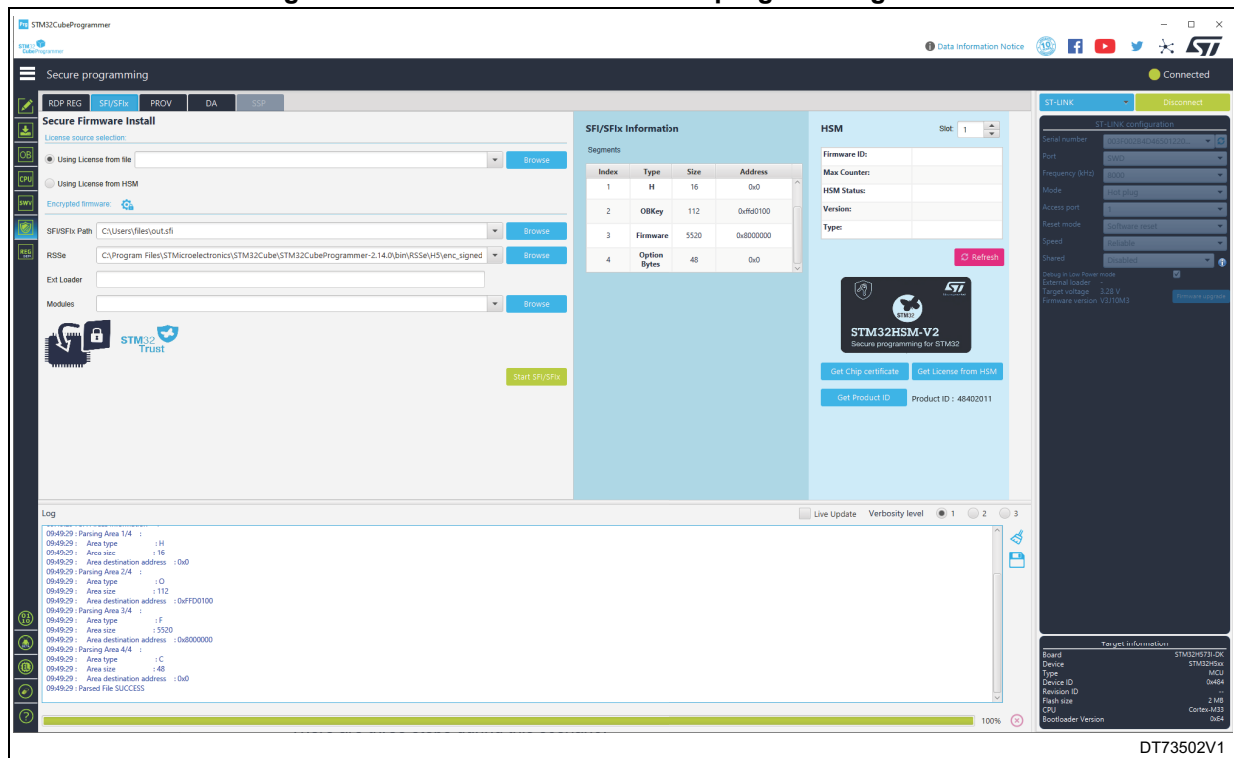 STM32CubeProgrammer
Data Information Notice
Secure programming
Connected
RDP REG SFI/SFIx PROV DA SSP
ST-LINK Disconnect
Secure Firmware Install
License source selection:
Using License from file Browse
Using License from HSM
Encrypted firmware:
SFI/SFIx Path C:\Users\files\out.sfi Browse
RSSe C:\Program Files\STMicroelectronics\STM32Cube\STM32CubeProgrammer-2.14.0\bin\RSSe\H5\enc_signed Browse
Ext Loader
Modules Browse
STM32
Trust
Start SFI/SFIx
SFI/SFIx Information
Segments
Index Type Size Address
1 H 16 0x0
2 OBKey 112 0xffd0100
3 Firmware 5520 0x8000000
4 Option Bytes 48 0x0
HSM Slot 1
Firmware ID:
Max Counter:
HSM Status:
Version:
Type:
Refresh
STM32
STM32HSM-V2
Secure programming for STM32
Get Chip certificate Get License from HSM
Get Product ID Product ID : 48402011
ST-LINK configuration
Serial number
Port SWD
Frequency (kHz) 8000
Mode Hot plug
Access port 1
Reset mode Software reset
Speed Reliable
Shared Disabled
Debug in Low Power mode
External loader -
Target voltage 3.28 V
Firmware version V3J10M3 Firmware upgrade
Log Live Update Verbosity level 1 2 3
09:49:29 : Parsing Area 1/4 :
09:49:29 : Area type : H
09:49:29 : Area size : 16
09:49:29 : Area destination address : 0x0
09:49:29 : Parsing Area 2/4 :
09:49:29 : Area type : O
09:49:29 : Area size : 112
09:49:29 : Area destination address : 0xFFD0100
09:49:29 : Parsing Area 3/4 :
09:49:29 : Area type : F
09:49:29 : Area size : 5520
09:49:29 : Area destination address : 0x8000000
09:49:29 : Parsing Area 4/4 :
09:49:29 : Area type : C
09:49:29 : Area size : 48
09:49:29 : Area destination address : 0x0
09:49:29 : Parsed File SUCCESS
100%
Target information
Board STM32H573I-DK
Device STM32H5xx
Type MCU
Device ID 0x484
Revision ID --
Flash size 2 MB
CPU Cortex-M33
Bootloader Version 0xE4
DT73502V1